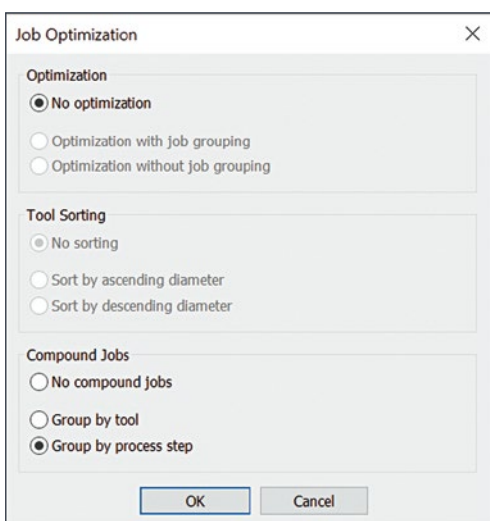 Job Optimization
Optimization
No optimization
Optimization with job grouping
Optimization without job grouping
Tool Sorting
No sorting
Sort by ascending diameter
Sort by descending diameter
Compound Jobs
No compound jobs
Group by tool
Group by process step
OK Cancel